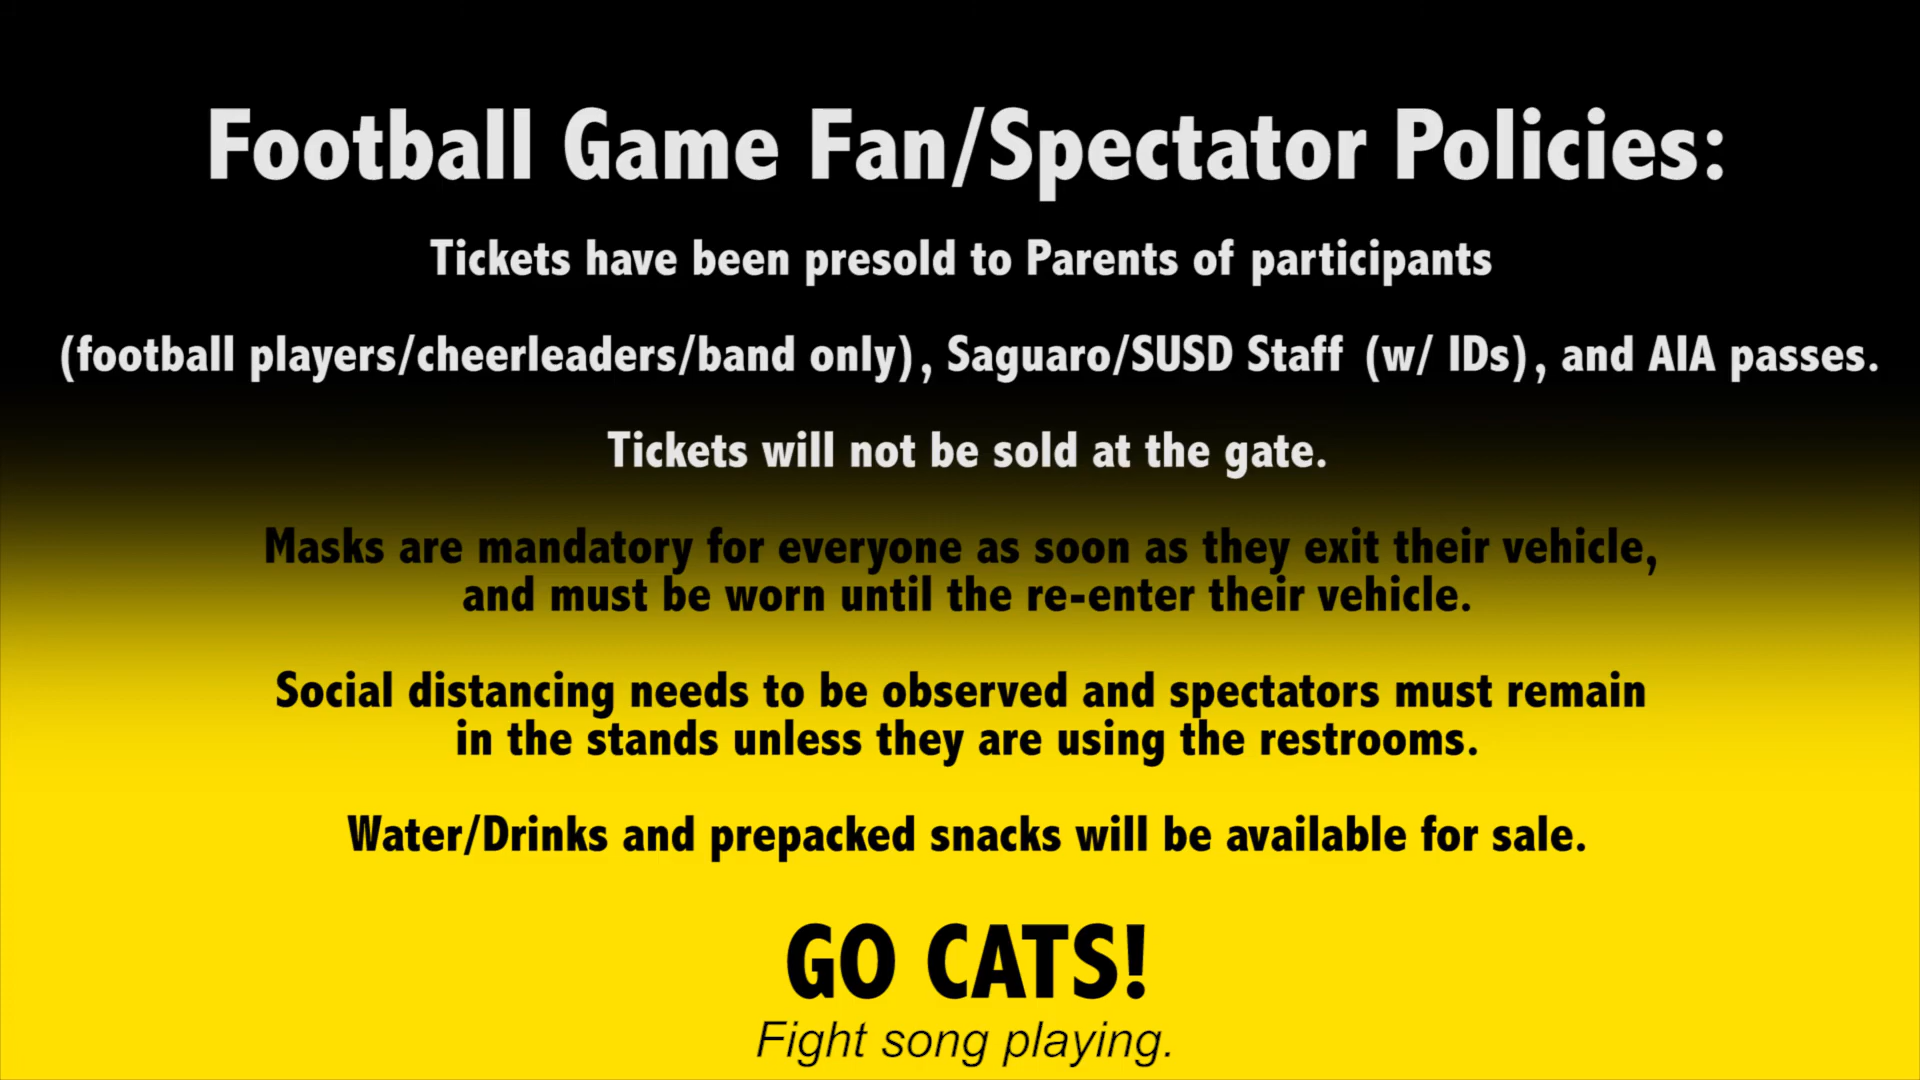 Football Game Fan/Spectator Policies:
Tickets have been presold to Parents of participants
(football players/cheerleaders/band only), Saguaro/SUSD Staff (w/ IDs), and AIA passes.
Tickets will not be sold at the gate.
Masks are mandatory for everyone as soon as they exit their vehicle,
and must be worn until the re-enter their vehicle.
Social distancing needs to be observed and spectators must remain
in the stands unless they are using the restrooms.
Water/Drinks and prepacked snacks will be available for sale.
GO CATS!
Fight song playing.